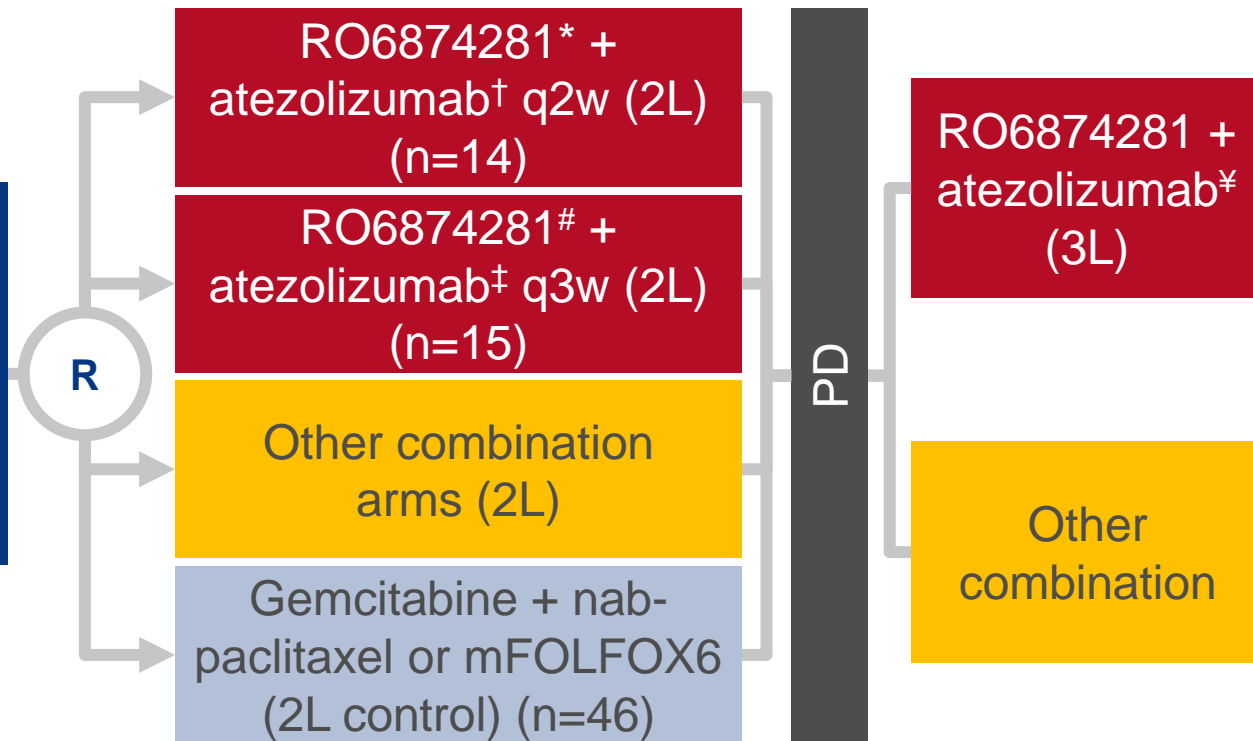 R
RO6874281* +
atezolizumab† q2w (2L)
(n=14)
RO6874281# +
atezolizumab‡ q3w (2L)
(n=15)
Other combination
arms (2L)
Gemcitabine + nab-
paclitaxel or mFOLFOX6
(2L control) (n=46)
PD
RO6874281 +
atezolizumab¥
(3L)
Other
combination